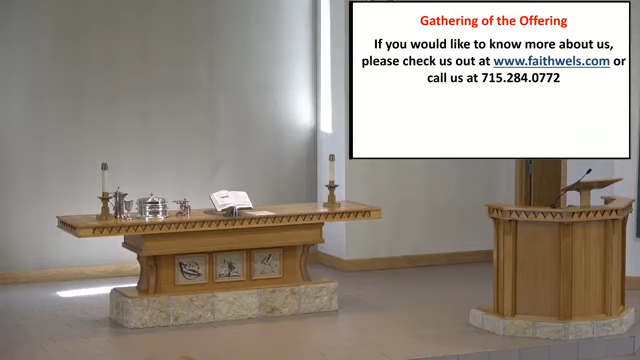 Gathering of the Offering
If you would like to know more about us,
please check us out at www.faithwels.com or
call us at 715.284.0772